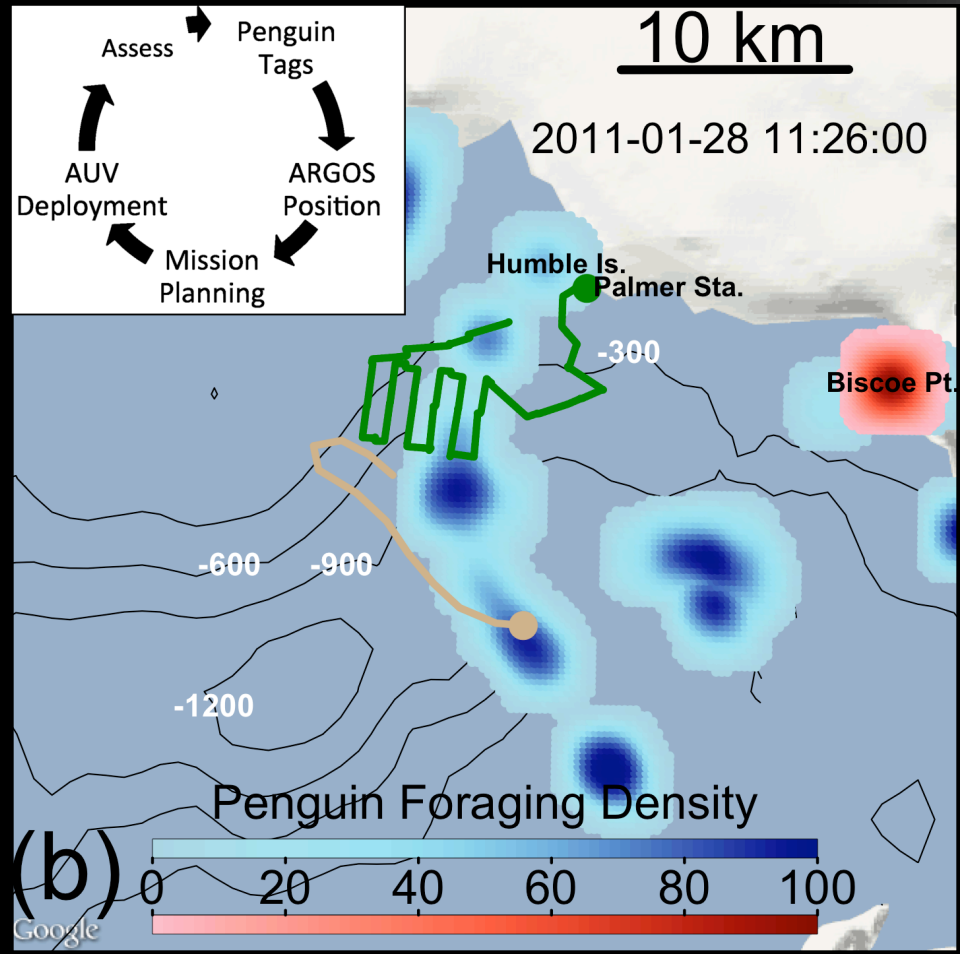 Assess
Penguin
Tags
ARGOS
Position
Mission
Planning
AUV
Deployment
10 km
2011-01-28 11:26:00
Humble Is.
Palmer Sta.
-300
Biscoe Pt.
-600
-900
-1200
Penguin Foraging Density
(b)
0 20 40 60 80 100
Google